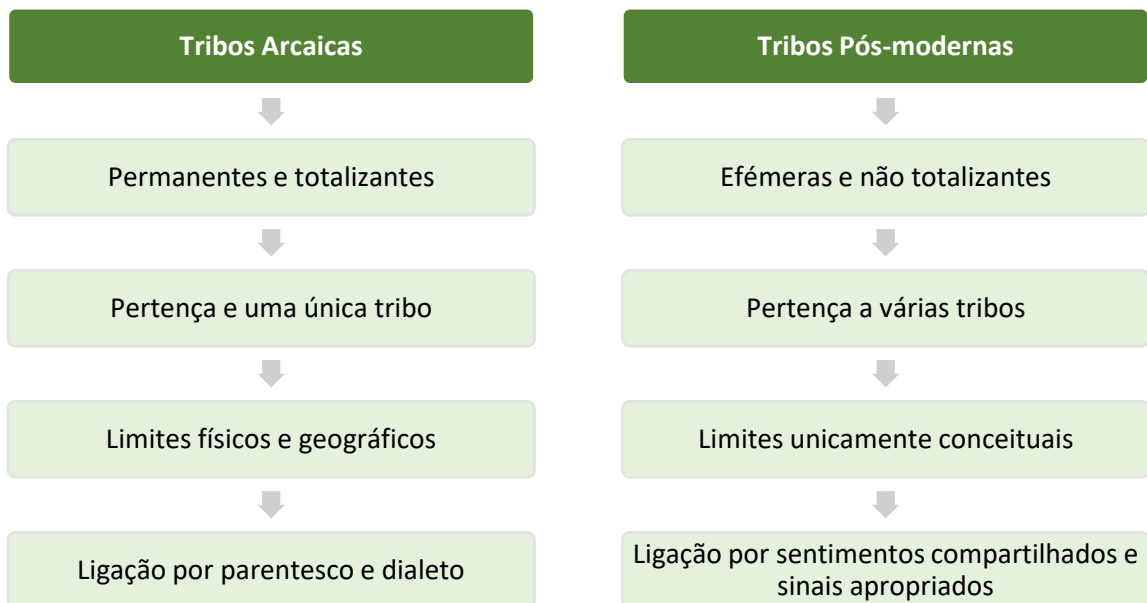 Tribos Arcaicas
Permanentes e totalizantes
Pertença e uma única tribo
Limites físicos e geográficos
Ligação por parentesco e dialeto
Tribos Pós-modernas
Efémeras e não totalizantes
Pertença a várias tribos
Limites unicamente conceituais
Ligação por sentimentos compartilhados e
sinais apropriados